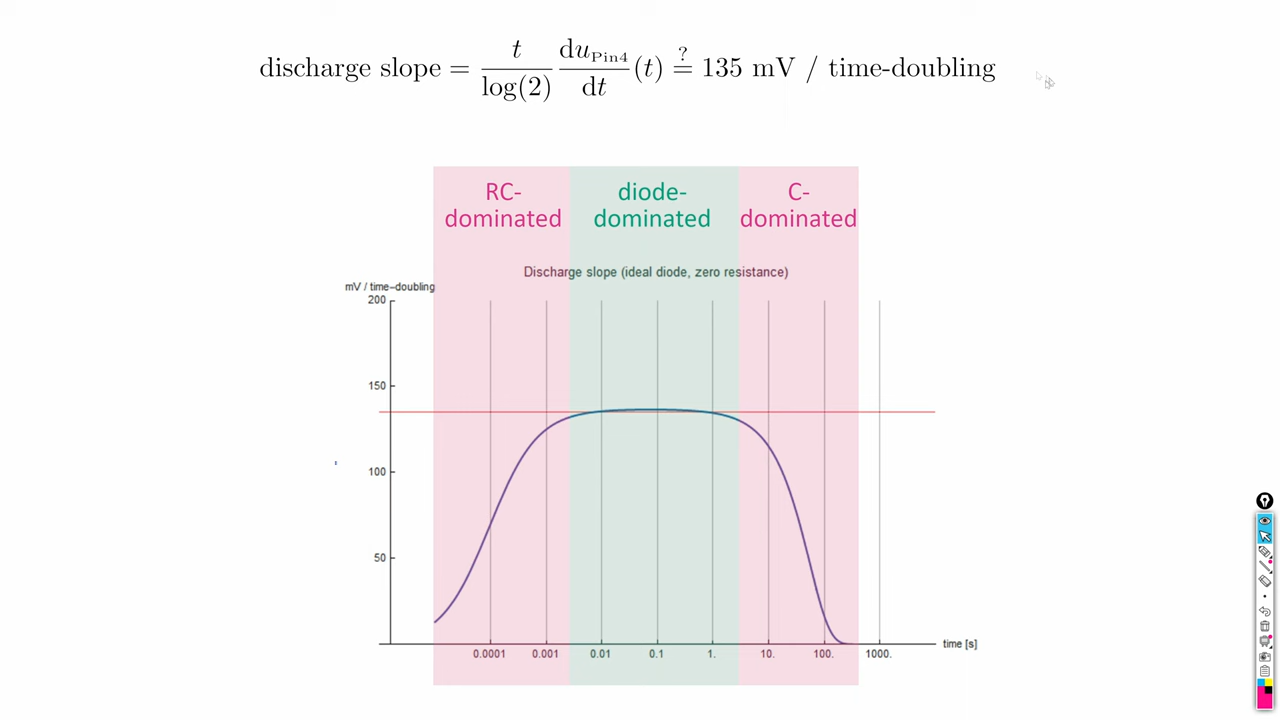 discharge slope = t/log(2) du_Pin4/dt (t) ?= 135 mV / time-doubling
RC-
dominated
diode-
dominated
C-
dominated
Discharge slope (ideal diode, zero resistance)
mV / time–doubling
200
150
100
50
0.0001
0.001
0.01
0.1
1.
10.
100.
1000.
time [s]